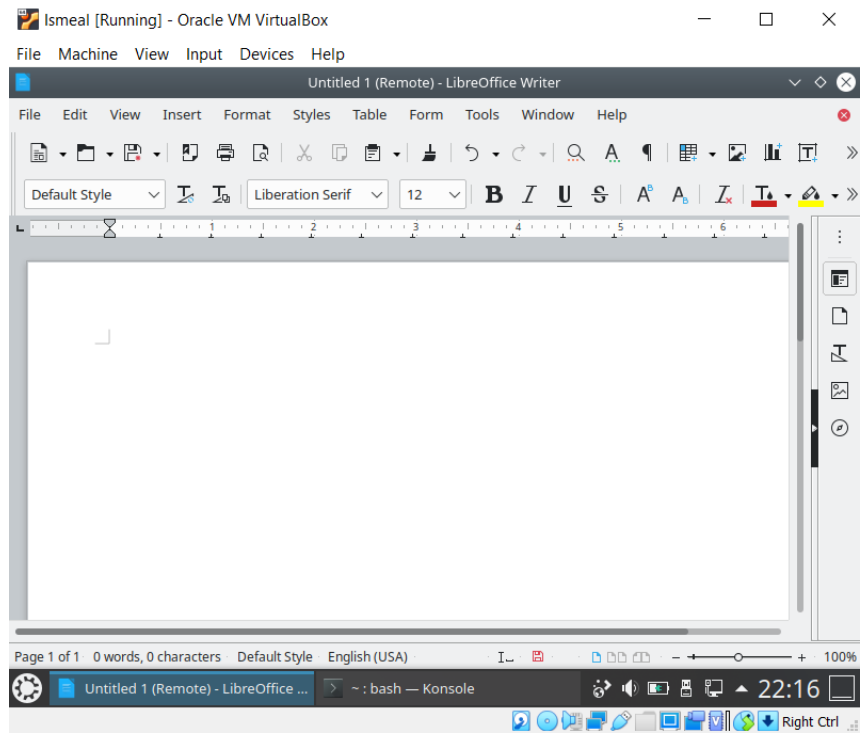 Ismeal [Running] - Oracle VM VirtualBox
File Machine View Input Devices Help
Untitled 1 (Remote) - LibreOffice Writer
File Edit View Insert Format Styles Table Form Tools Window Help
Default Style Liberation Serif 12 B I U S A B A B
1 2 3 4 5 6
Page 1 of 1 0 words, 0 characters Default Style English (USA) 100%
Untitled 1 (Remote) - LibreOffice ... ~ : bash — Konsole 22:16
Right Ctrl